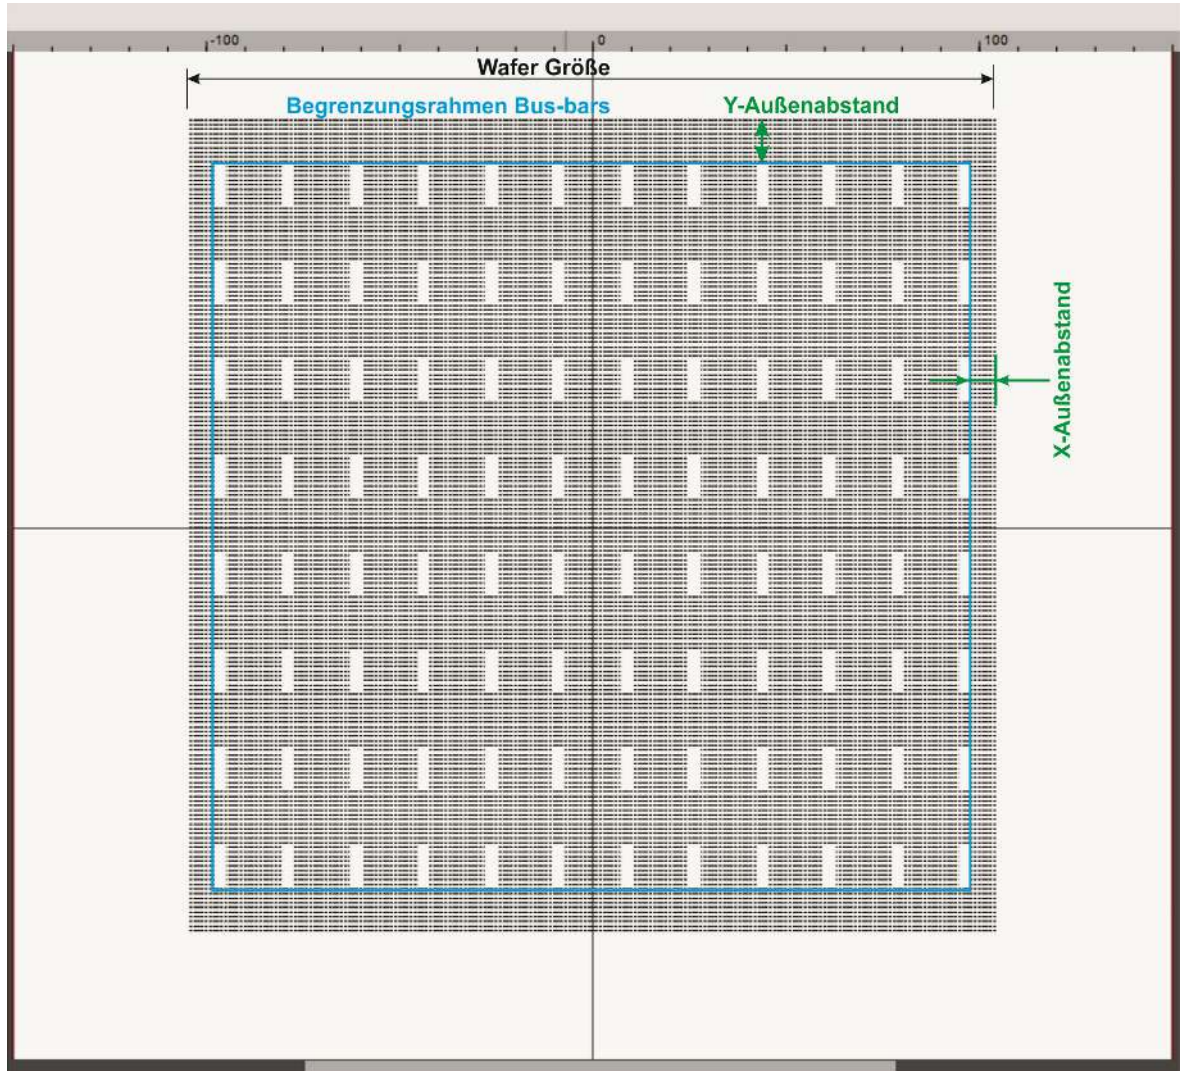 -100
0
100
Wafer Größe
Begrenzungsrahmen Bus-bars
Y-Außenabstand
X-Außenabstand